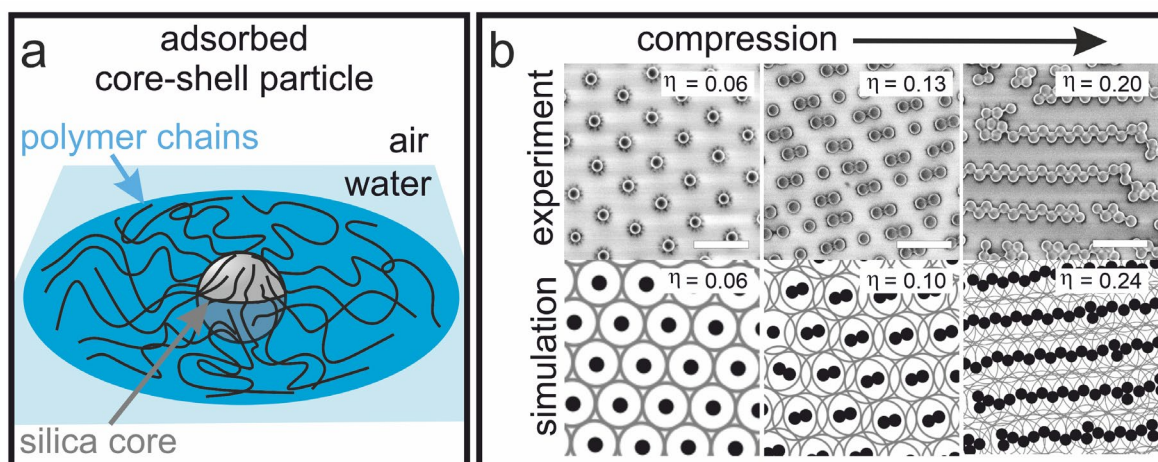 a
adsorbed
core-shell particle
polymer chains
air
water
silica core
b
compression
experiment
η = 0.06
η = 0.13
η = 0.20
simulation
η = 0.06
η = 0.10
η = 0.24